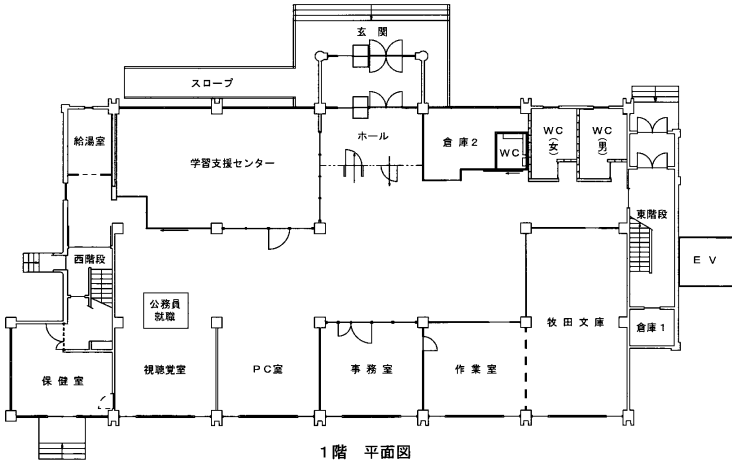 玄関
スロープ
給湯室
学習支援センター
ホール
倉庫2
WC
WC
(女)
WC
(男)
東階段
EV
西階段
公務員
就職
牧田文庫
倉庫1
保健室
視聴覚室
PC室
事務室
作業室
1階 平面図